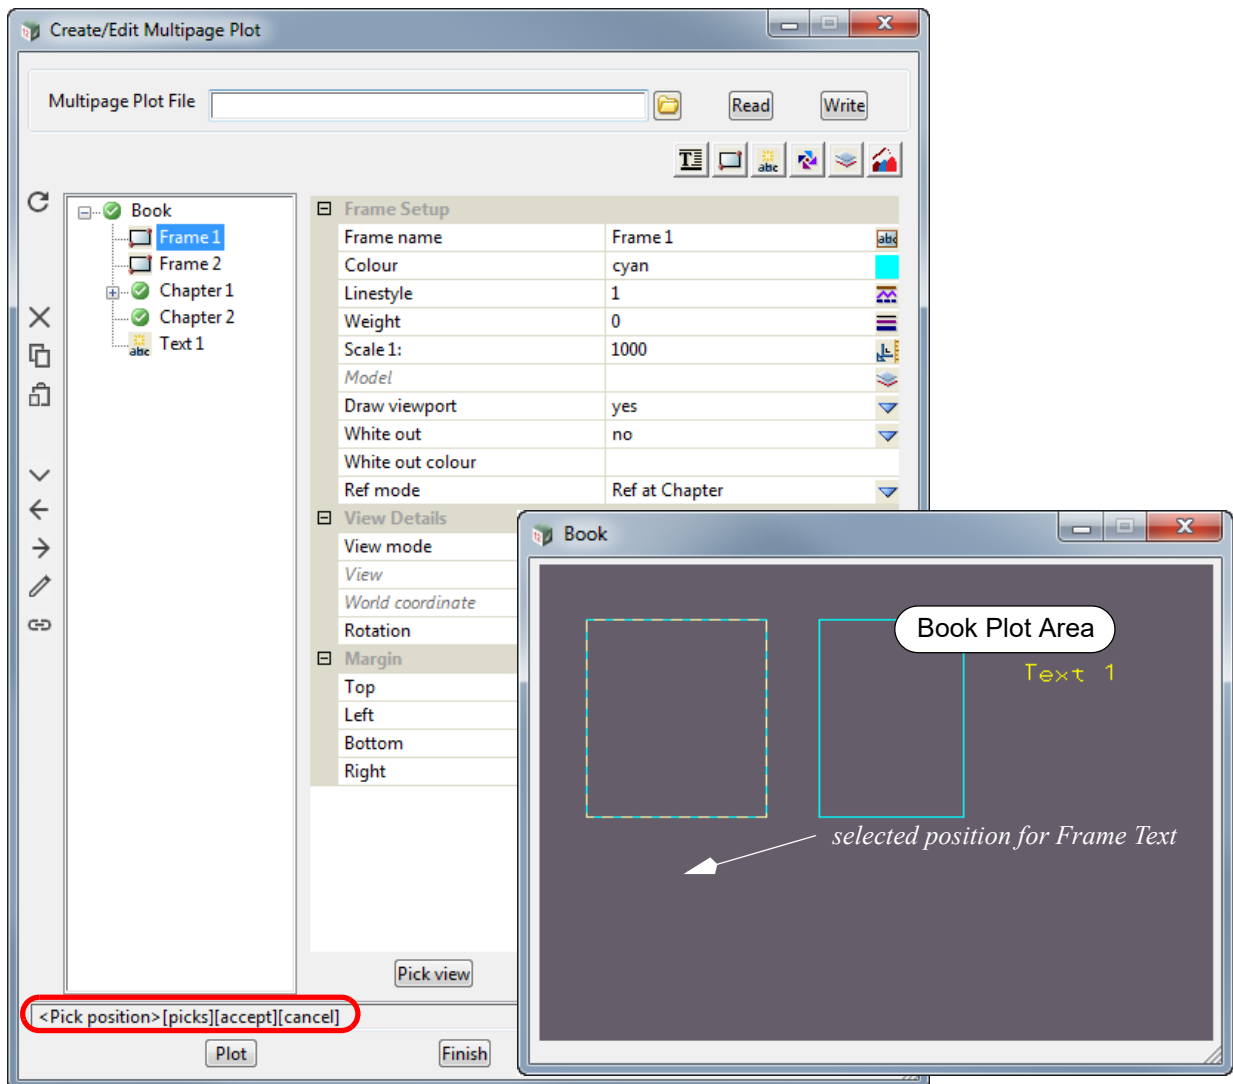 Create/Edit Multipage Plot
Multipage Plot File
Read
Write
abc
Book
Frame 1
Frame 2
Chapter 1
Chapter 2
abc Text 1
Frame Setup
Frame name Frame 1 abc
Colour cyan
Linestyle 1
Weight 0
Scale 1: 1000
Model
Draw viewport yes
White out no
White out colour
Ref mode Ref at Chapter
View Details
View mode
View
World coordinate
Rotation
Margin
Top
Left
Bottom
Right
Pick view
<Pick position>[picks][accept][cancel]
Plot
Finish
Book
Book Plot Area
Text 1
selected position for Frame Text